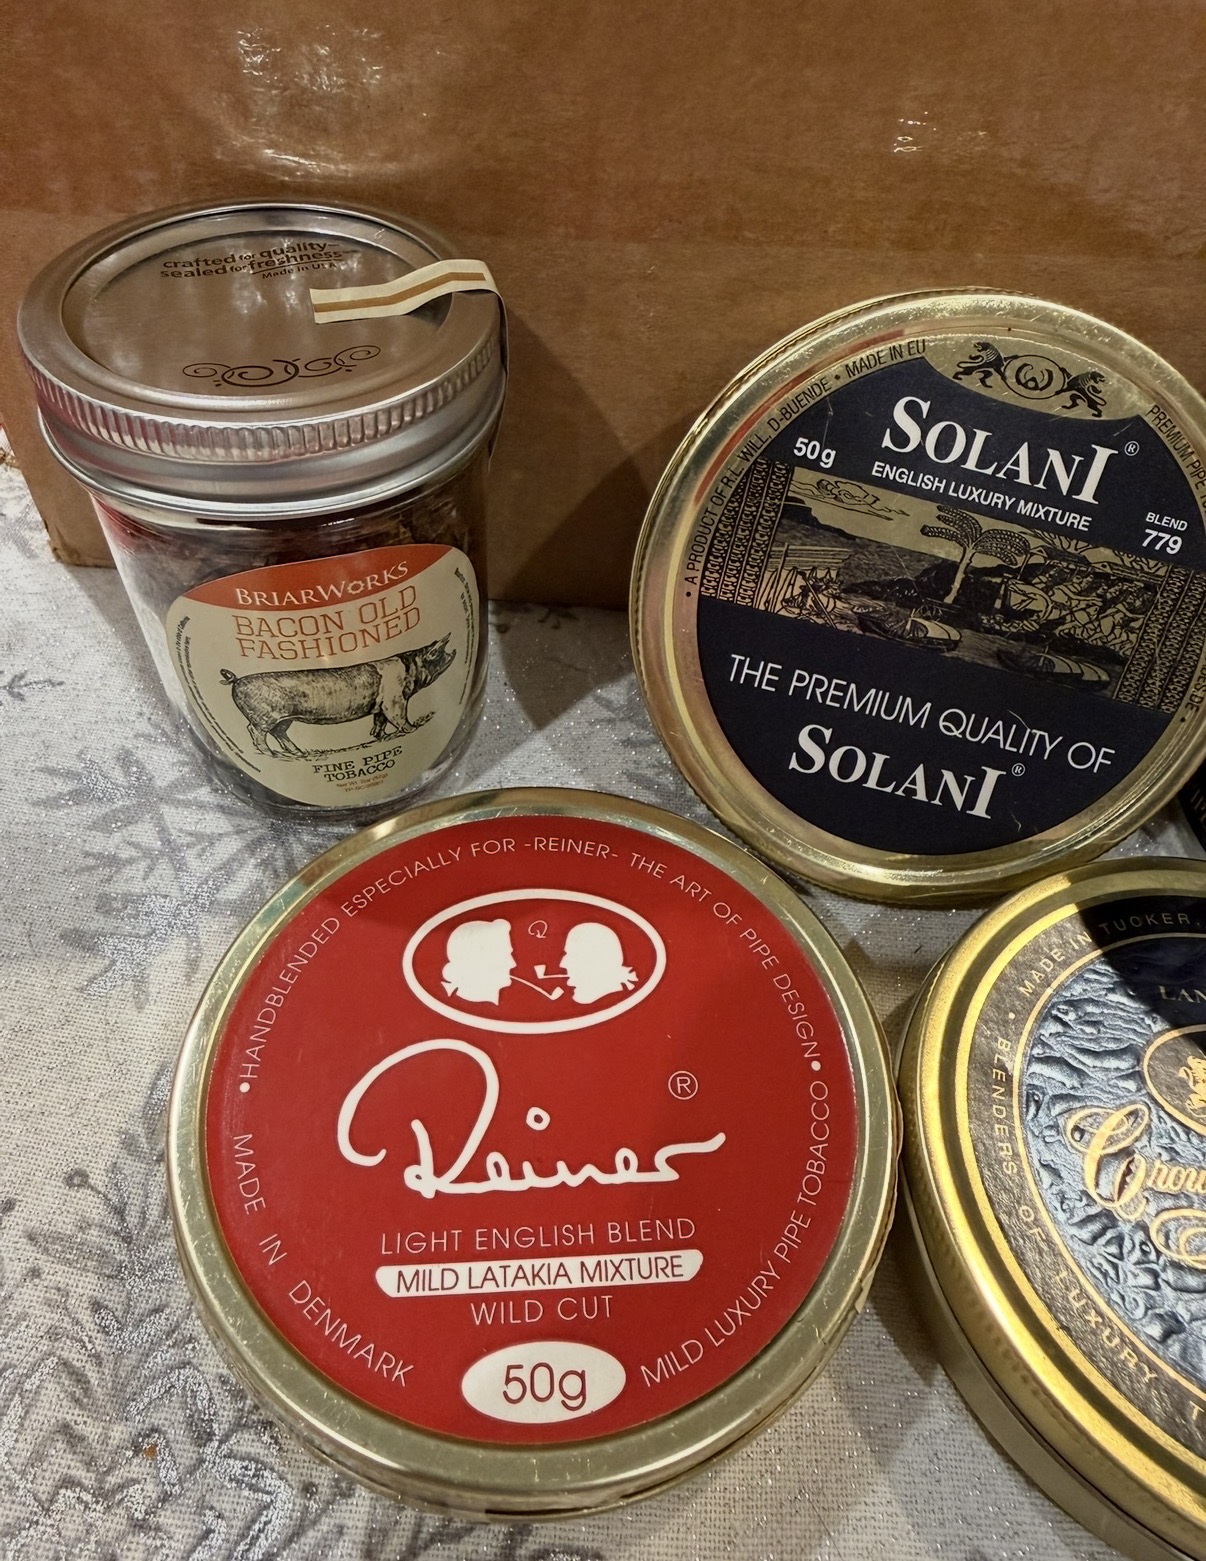 crafted for quality
sealed for freshness
Made in USA
BRIARWORKS
BACON OLD
FASHIONED
FINE PIPE
TOBACCO
A PRODUCT OF R.L. WILL, D-BUENDE • MADE IN EU
PREMIUM PIPE
SOLANI®
50g
ENGLISH LUXURY MIXTURE
BLEND
779
THE PREMIUM QUALITY OF
SOLANI®
•HANDBLENDED ESPECIALLY FOR -REINER- THE ART OF PIPE DESIGN•
Reiner®
LIGHT ENGLISH BLEND
MILD LATAKIA MIXTURE
WILD CUT
50g
MADE IN DENMARK
MILD LUXURY PIPE TOBACCO
MADE IN
• BLENDERS OF LUXURY